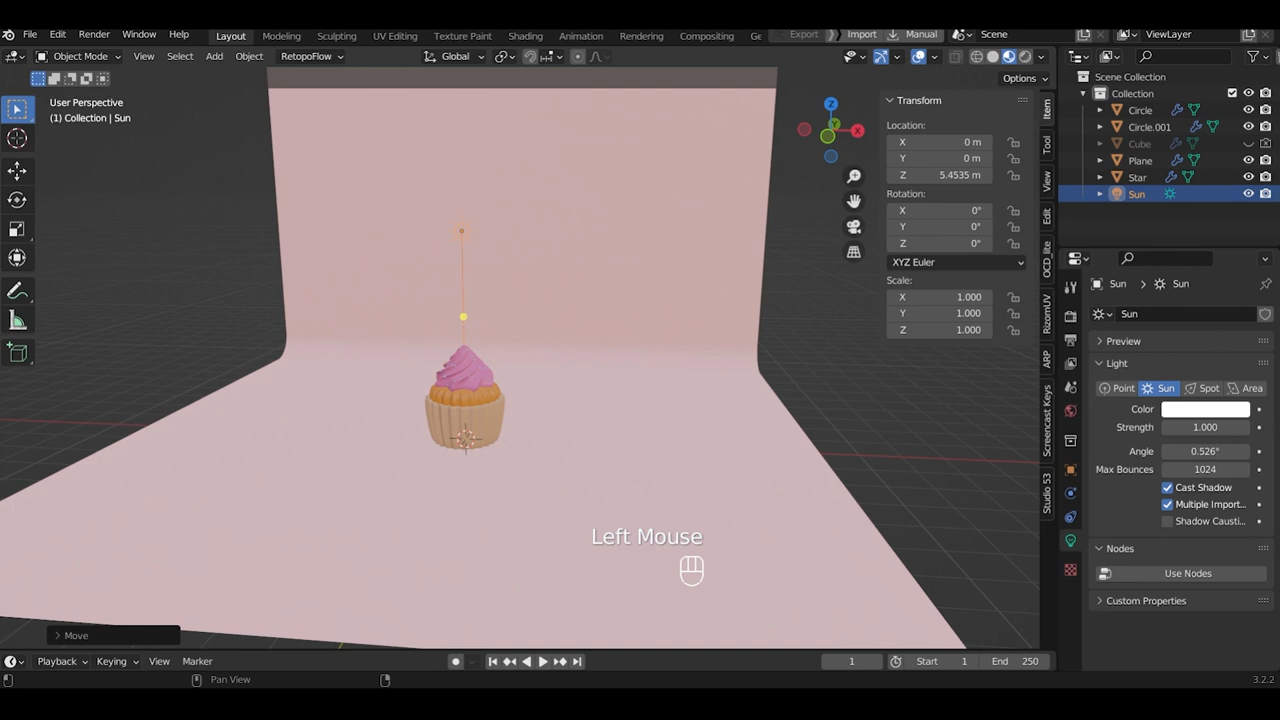 File Edit Render Window Help Layout Modeling Sculpting UV Editing Texture Paint Shading Animation Rendering Compositing Ge Export Import Manual Scene ViewLayer
Object Mode View Select Add Object RetopoFlow Global
Options
User Perspective
(1) Collection | Sun
Z
Y
X
Transform
Location:
X 0 m
Y 0 m
Z 5.4535 m
Rotation:
X 0°
Y 0°
Z 0°
XYZ Euler
Scale:
X 1.000
Y 1.000
Z 1.000
Item
Tool
View
Edit
OCD_lite
RizomUV
ARP
Screencast Keys
Studio 53
Scene Collection
Collection
Circle
Circle.001
Cube
Plane
Star
Sun
Sun Sun
Sun
Preview
Light
Point Sun Spot Area
Color
Strength 1.000
Angle 0.526°
Max Bounces 1024
Cast Shadow
Multiple Import...
Shadow Causti...
Nodes
Use Nodes
Custom Properties
Left Mouse
Move
Playback Keying View Marker 1 Start 1 End 250
Pan View 3.2.2